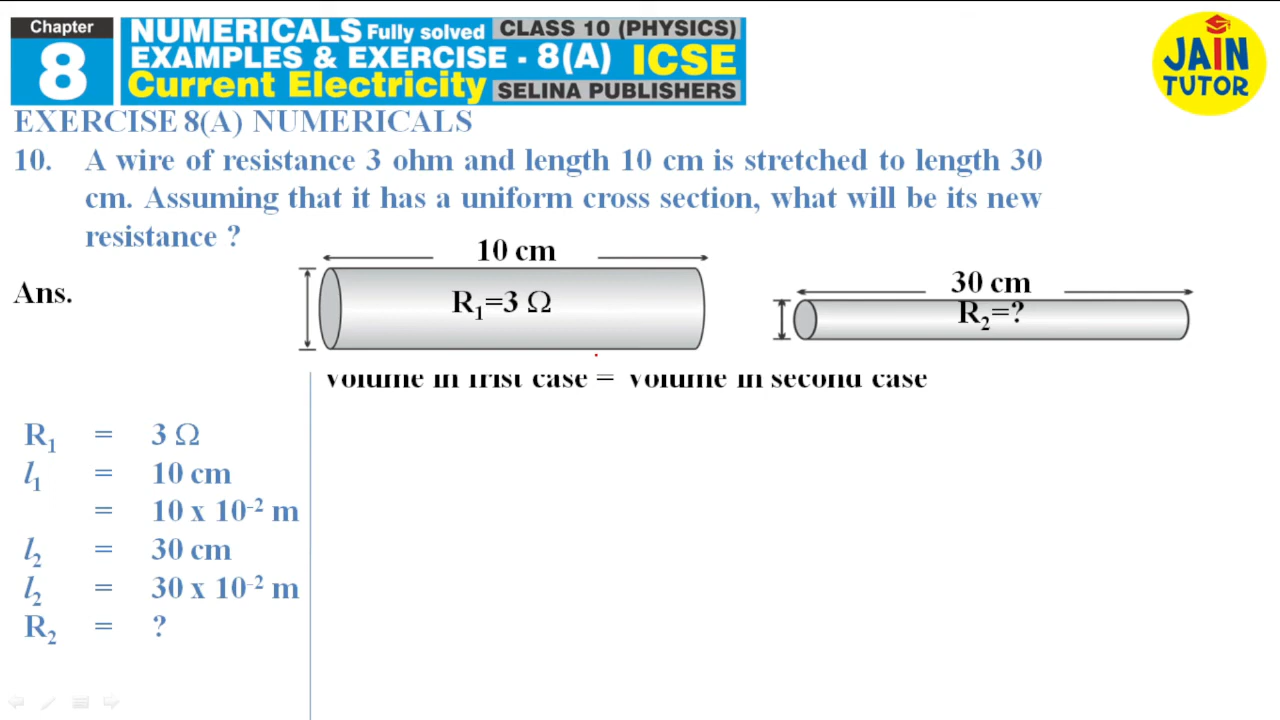 Chapter
8
NUMERICALS Fully solved
EXAMPLES & EXERCISE - 8(A)
Current Electricity
CLASS 10 (PHYSICS)
ICSE
SELINA PUBLISHERS
JAIN
TUTOR
EXERCISE 8(A) NUMERICALS
10. A wire of resistance 3 ohm and length 10 cm is stretched to length 30
cm. Assuming that it has a uniform cross section, what will be its new
resistance ?
Ans.
10 cm
R₁=3 Ω
30 cm
R₂=?
Volume in frist case = Volume in second case
R₁ = 3 Ω
l₁ = 10 cm
= 10 x 10⁻² m
l₂ = 30 cm
l₂ = 30 x 10⁻² m
R₂ = ?